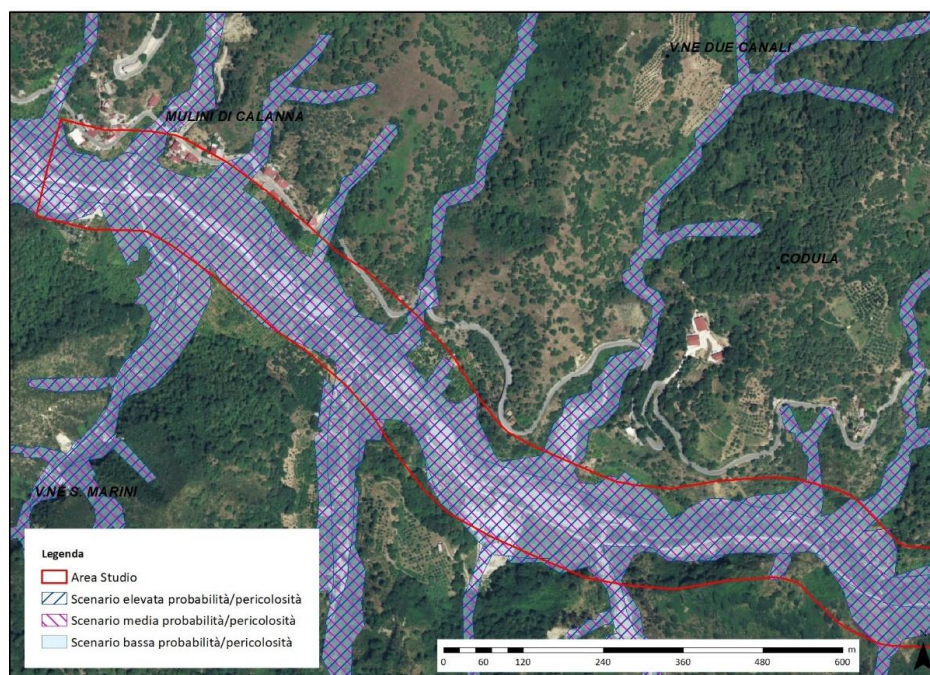 V.NE DUE CANALI
MULINI DI CALANNA
CODULA
V.NE S. MARINI
Legenda
Area Studio
Scenario elevata probabilità/pericolosità
Scenario media probabilità/pericolosità
Scenario bassa probabilità/pericolosità
m
0 60 120 240 360 480 600